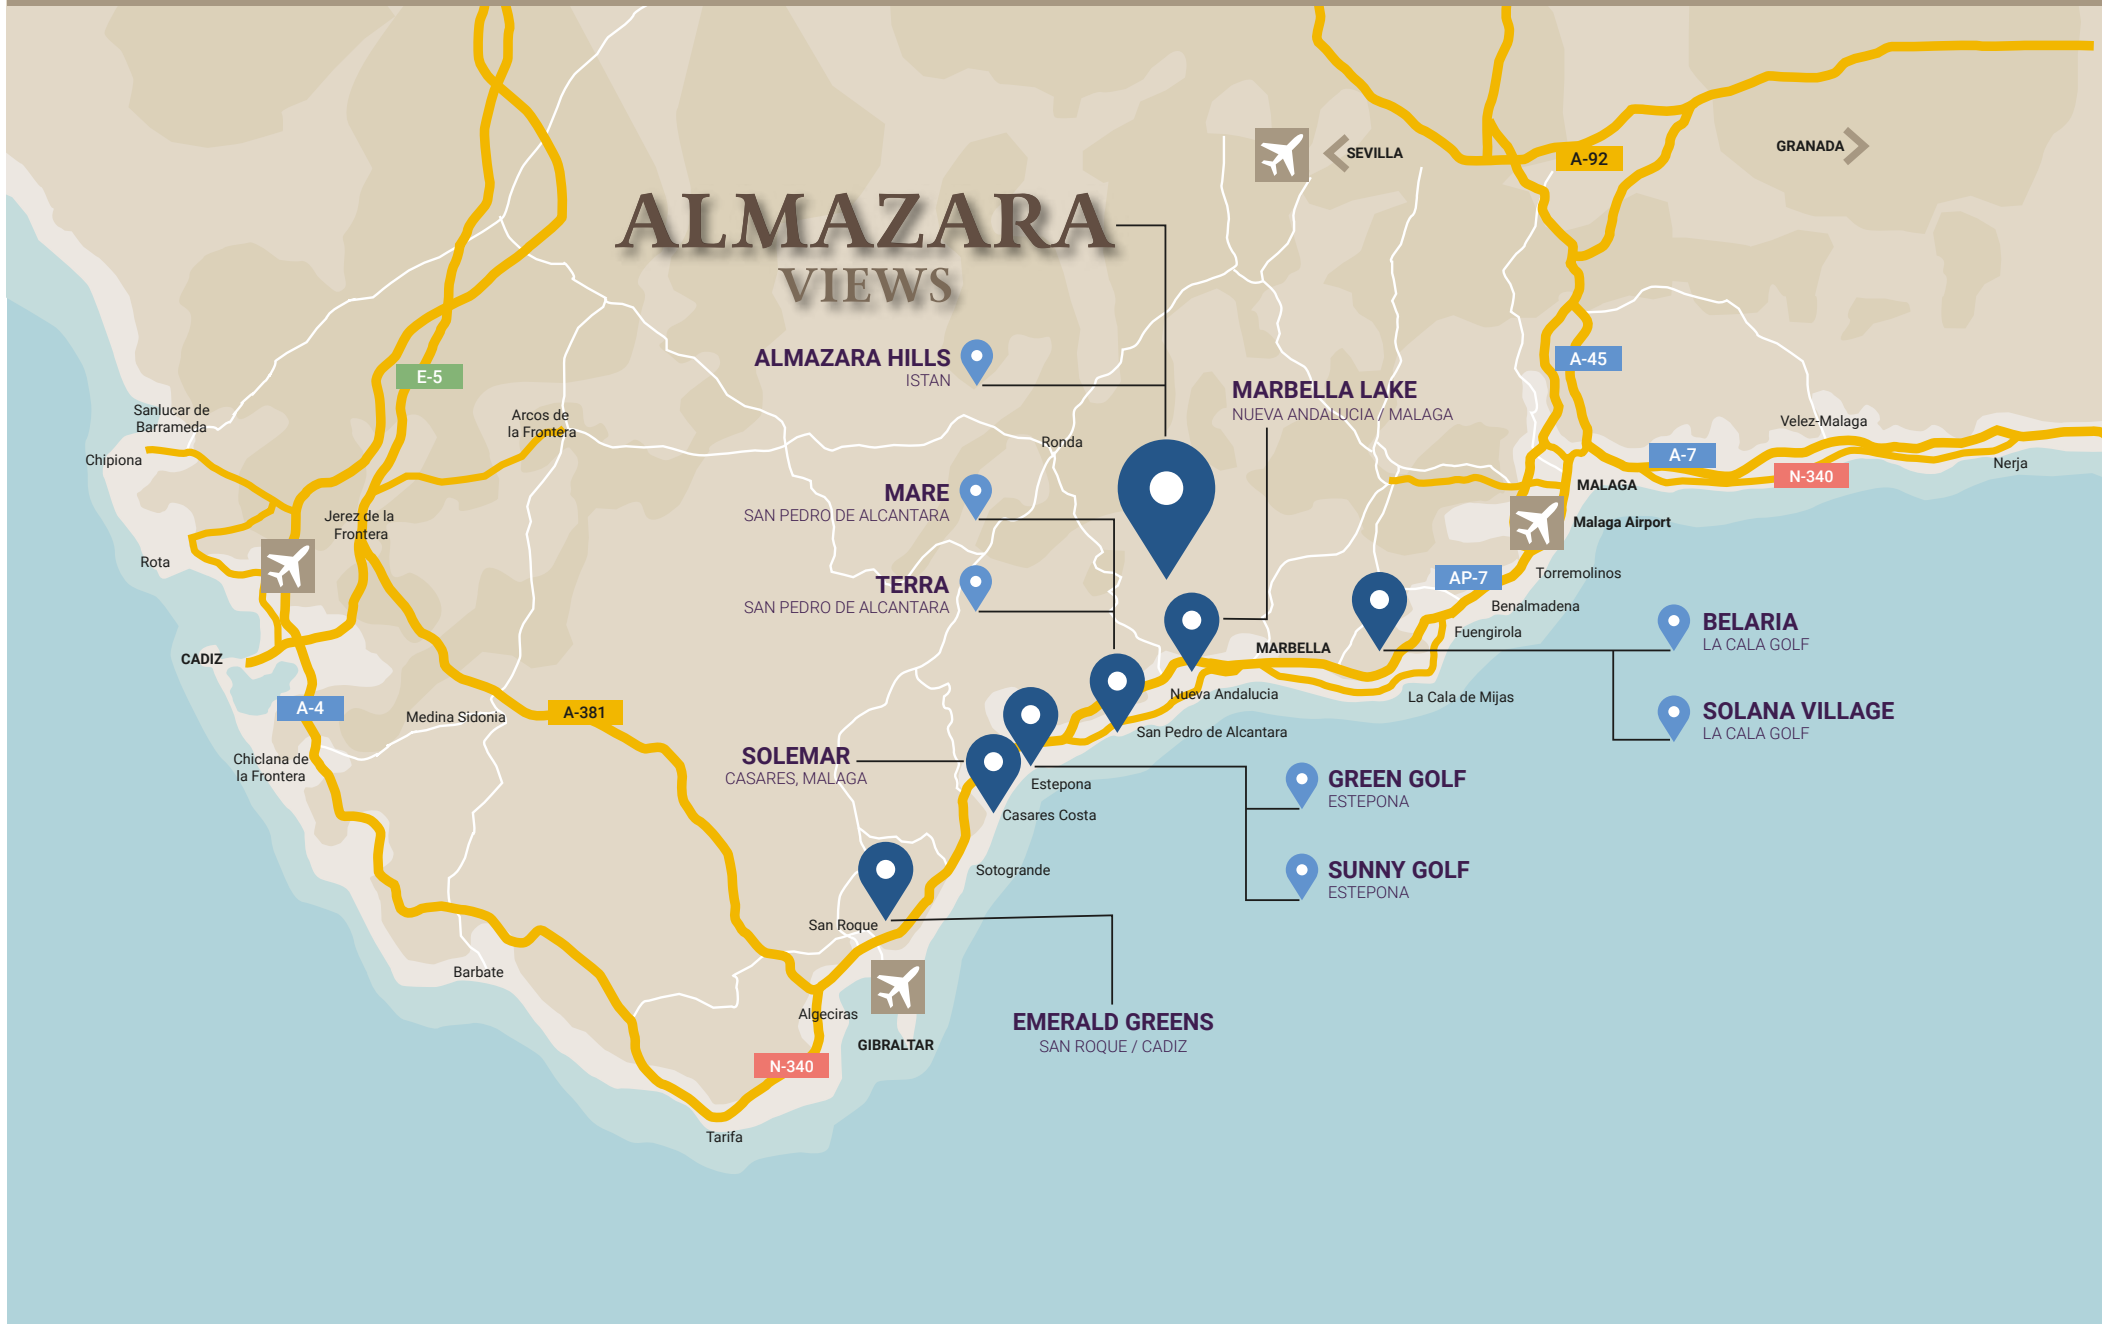 SEVILLA
GRANADA
A-92
ALMAZARA
VIEWS
ALMAZARA HILLS
ISTAN
A-45
E-5
MARBELLA LAKE
NUEVA ANDALUCIA / MALAGA
Sanlucar de
Barrameda
Arcos de
la Frontera
Velez-Malaga
Ronda
Chipiona
A-7
Nerja
N-340
MALAGA
MARE
SAN PEDRO DE ALCANTARA
Jerez de la
Frontera
Malaga Airport
Rota
Torremolinos
AP-7
TERRA
SAN PEDRO DE ALCANTARA
Benalmadena
Fuengirola
BELARIA
LA CALA GOLF
MARBELLA
CADIZ
Nueva Andalucia
La Cala de Mijas
A-4
Medina Sidonia
A-381
SOLANA VILLAGE
LA CALA GOLF
San Pedro de Alcantara
Chiclana de
la Frontera
SOLEMAR
CASARES, MALAGA
Estepona
GREEN GOLF
ESTEPONA
Casares Costa
Sotogrande
SUNNY GOLF
ESTEPONA
San Roque
Barbate
Algeciras
EMERALD GREENS
SAN ROQUE / CADIZ
GIBRALTAR
N-340
Tarifa